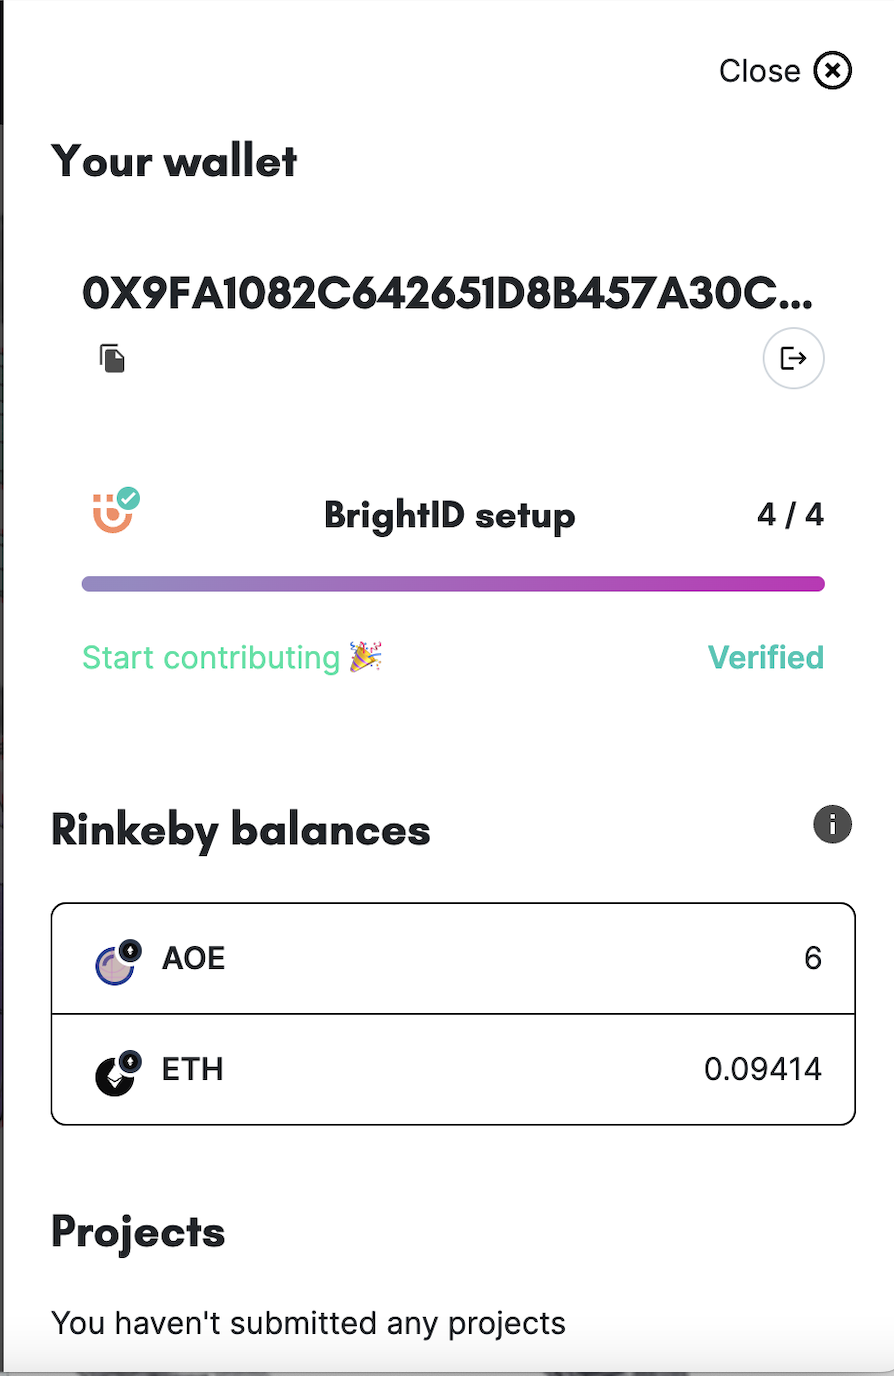 Close
Your wallet
0X9FA1082C642651D8B457A30C...
BrightID setup 4 / 4
Start contributing 🎉 Verified
Rinkeby balances
AOE 6
ETH 0.09414
Projects
You haven't submitted any projects